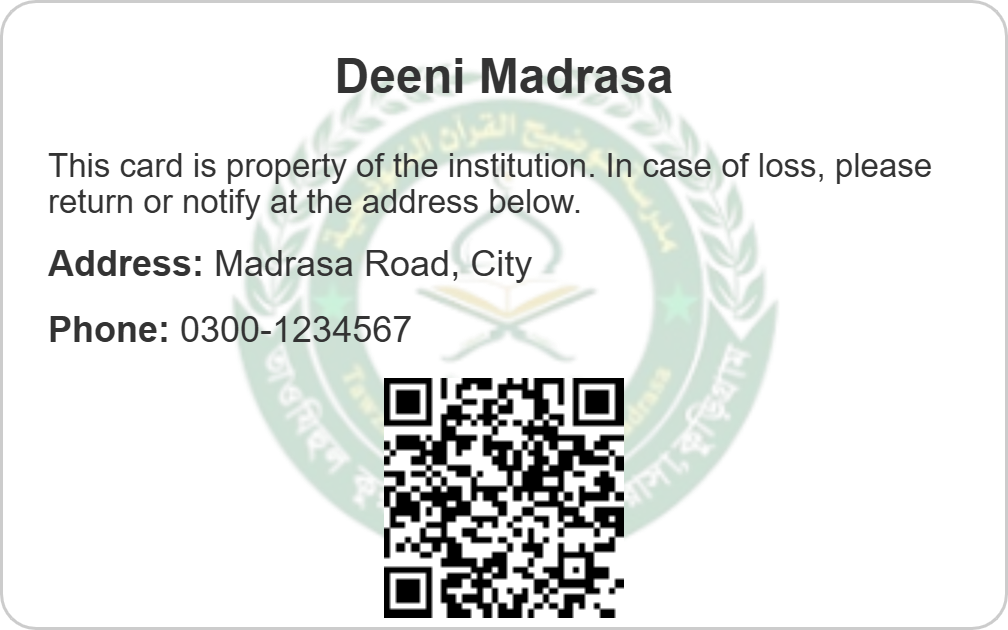 Deeni Madrasa
This card is property of the institution. In case of loss, please
return or notify at the address below.
Address: Madrasa Road, City
Phone: 0300-1234567